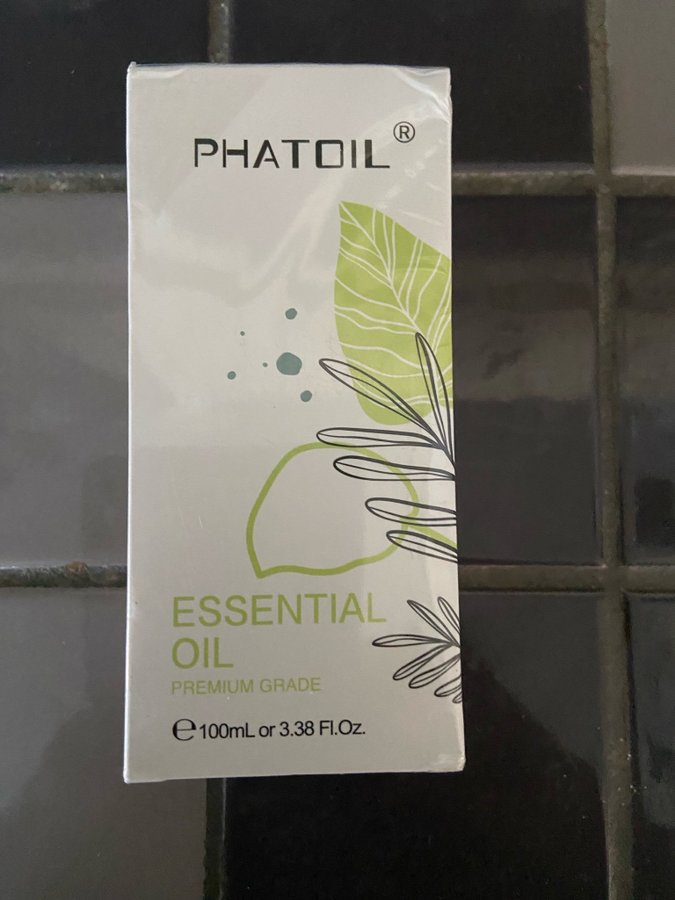 PHATOIL®
ESSENTIAL
OIL
PREMIUM GRADE
℮100mL or 3.38 Fl.Oz.